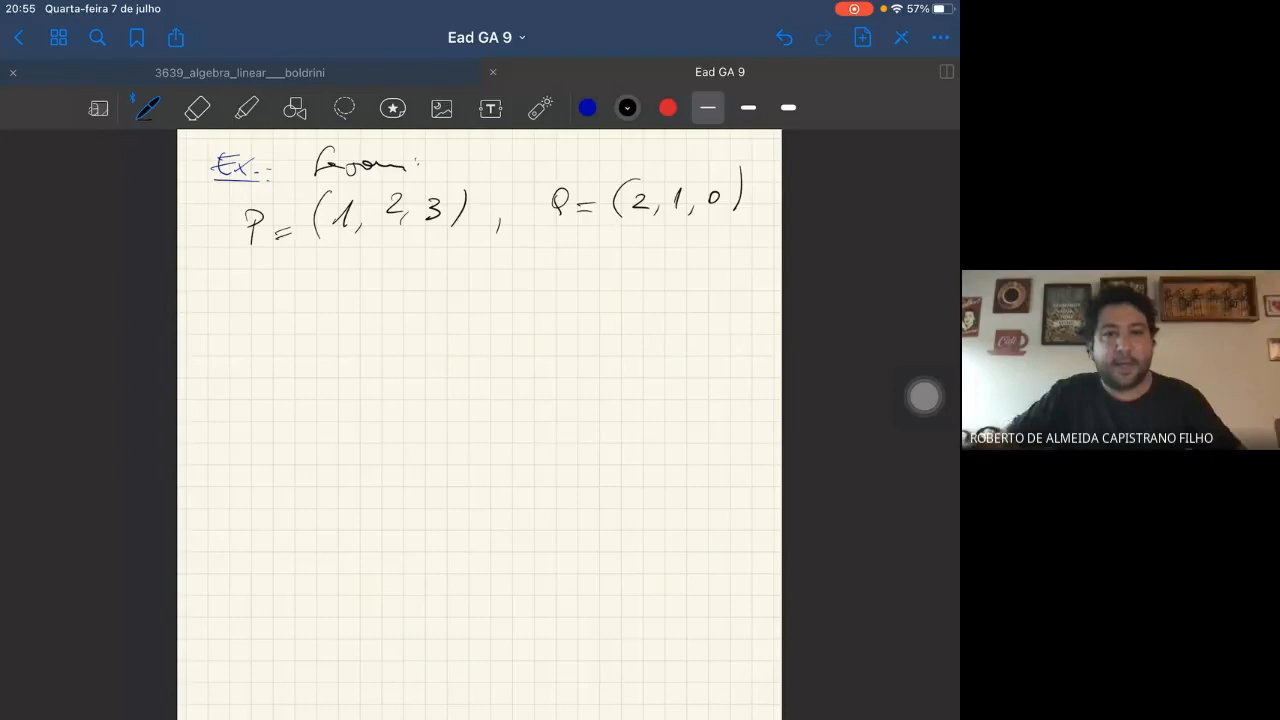 20:55 Quarta-feira 7 de julho
57%
Ead GA 9
3639_algebra_linear___boldrini
Ead GA 9
Ex.: Sejam:
P = (1, 2, 3) , Q = (2, 1, 0)
ROBERTO DE ALMEIDA CAPISTRANO FILHO